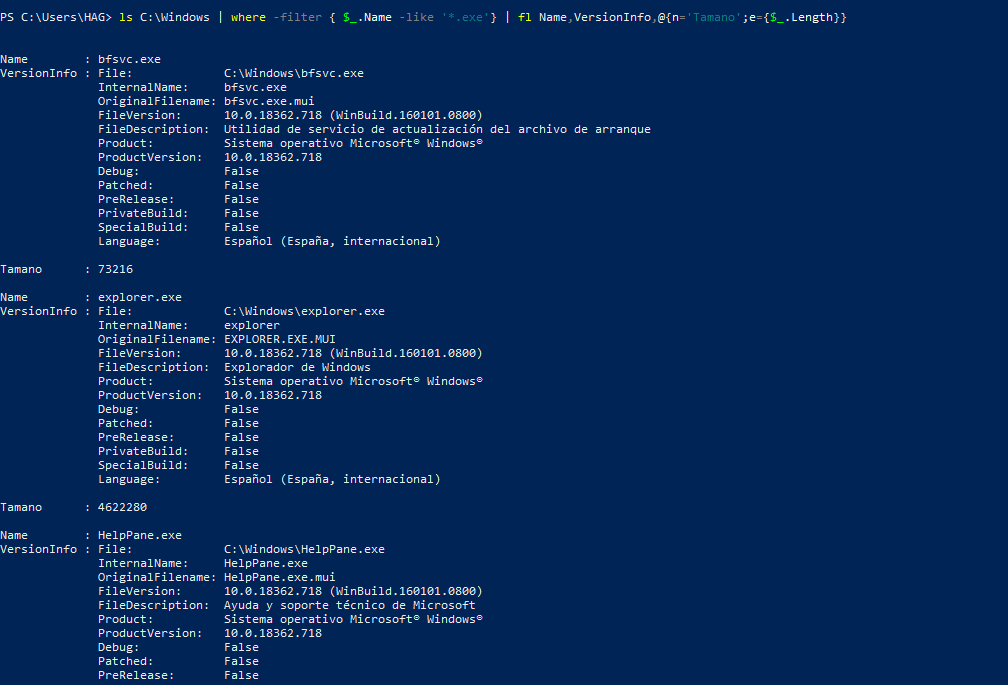 PS C:\Users\HAG> ls C:\Windows | where -filter { $_.Name -like '*.exe'} | fl Name,VersionInfo,@{n='Tamano';e={$_.Length}}
Name : bfsvc.exe
VersionInfo : File: C:\Windows\bfsvc.exe
InternalName: bfsvc.exe
OriginalFilename: bfsvc.exe.mui
FileVersion: 10.0.18362.718 (WinBuild.160101.0800)
FileDescription: Utilidad de servicio de actualización del archivo de arranque
Product: Sistema operativo Microsoft® Windows®
ProductVersion: 10.0.18362.718
Debug: False
Patched: False
PreRelease: False
PrivateBuild: False
SpecialBuild: False
Language: Español (España, internacional)
Tamano : 73216
Name : explorer.exe
VersionInfo : File: C:\Windows\explorer.exe
InternalName: explorer
OriginalFilename: EXPLORER.EXE.MUI
FileVersion: 10.0.18362.718 (WinBuild.160101.0800)
FileDescription: Explorador de Windows
Product: Sistema operativo Microsoft® Windows®
ProductVersion: 10.0.18362.718
Debug: False
Patched: False
PreRelease: False
PrivateBuild: False
SpecialBuild: False
Language: Español (España, internacional)
Tamano : 4622280
Name : HelpPane.exe
VersionInfo : File: C:\Windows\HelpPane.exe
InternalName: HelpPane.exe
OriginalFilename: HelpPane.exe.mui
FileVersion: 10.0.18362.718 (WinBuild.160101.0800)
FileDescription: Ayuda y soporte técnico de Microsoft
Product: Sistema operativo Microsoft® Windows®
ProductVersion: 10.0.18362.718
Debug: False
Patched: False
PreRelease: False